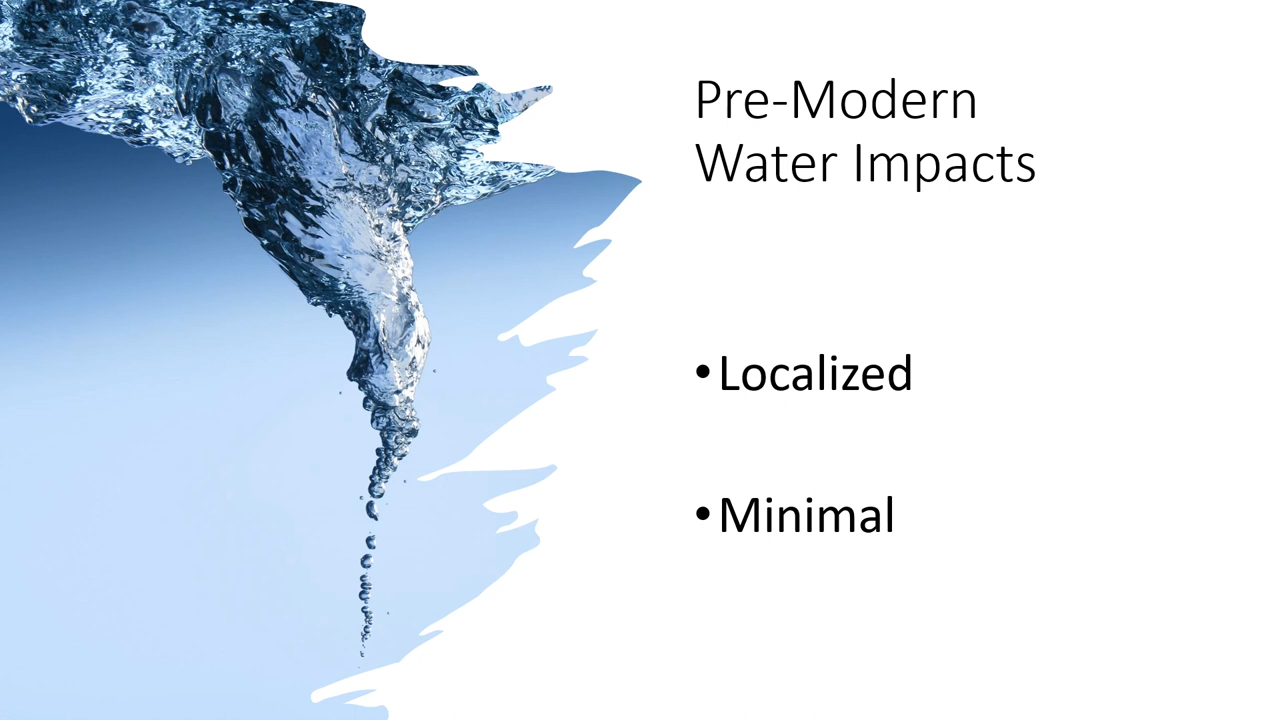 Pre-Modern
Water Impacts
• Localized
• Minimal